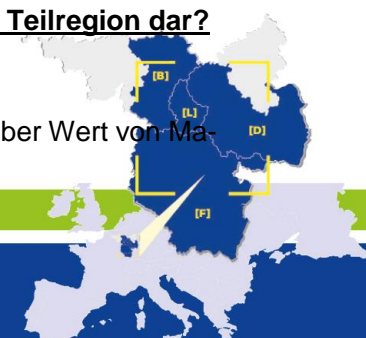 Teilregion dar?
[B]
[L]
[D]
ber Wert von Ma-
[F]